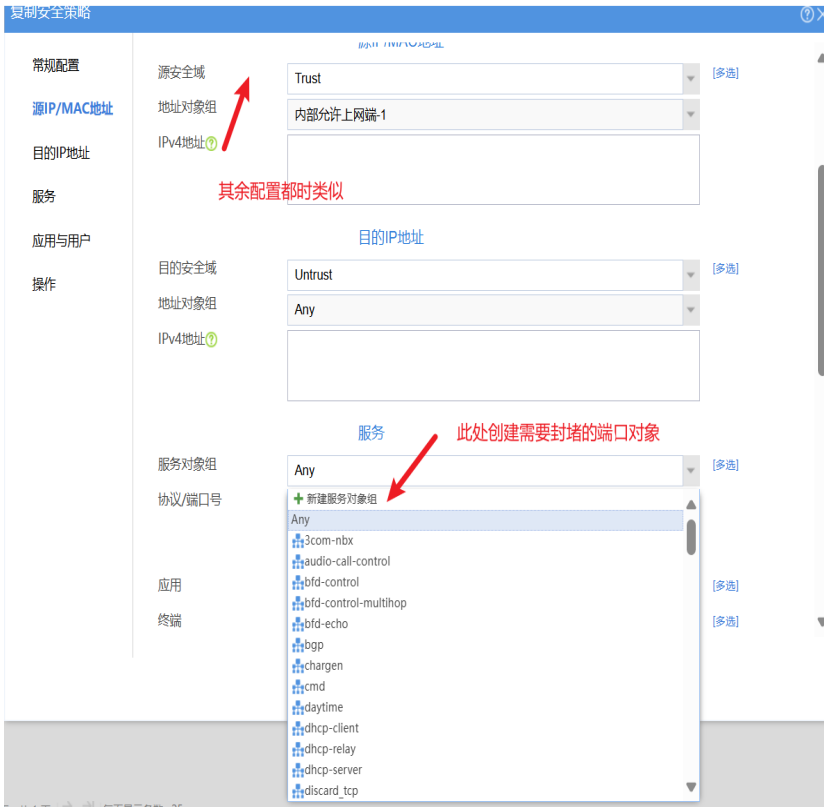 复制安全策略
源IP/MAC地址
常规配置
源IP/MAC地址
目的IP地址
服务
应用与用户
操作
源安全域
Trust
[多选]
地址对象组
内部允许上网端-1
IPv4地址
其余配置都时类似
目的IP地址
目的安全域
Untrust
[多选]
地址对象组
Any
IPv4地址
服务
此处创建需要封堵的端口对象
服务对象组
Any
[多选]
协议/端口号
新建服务对象组
Any
3com-nbx
audio-call-control
bfd-control
bfd-control-multihop
bfd-echo
bgp
chargen
cmd
daytime
dhcp-client
dhcp-relay
dhcp-server
discard_tcp
应用
[多选]
终端
[多选]